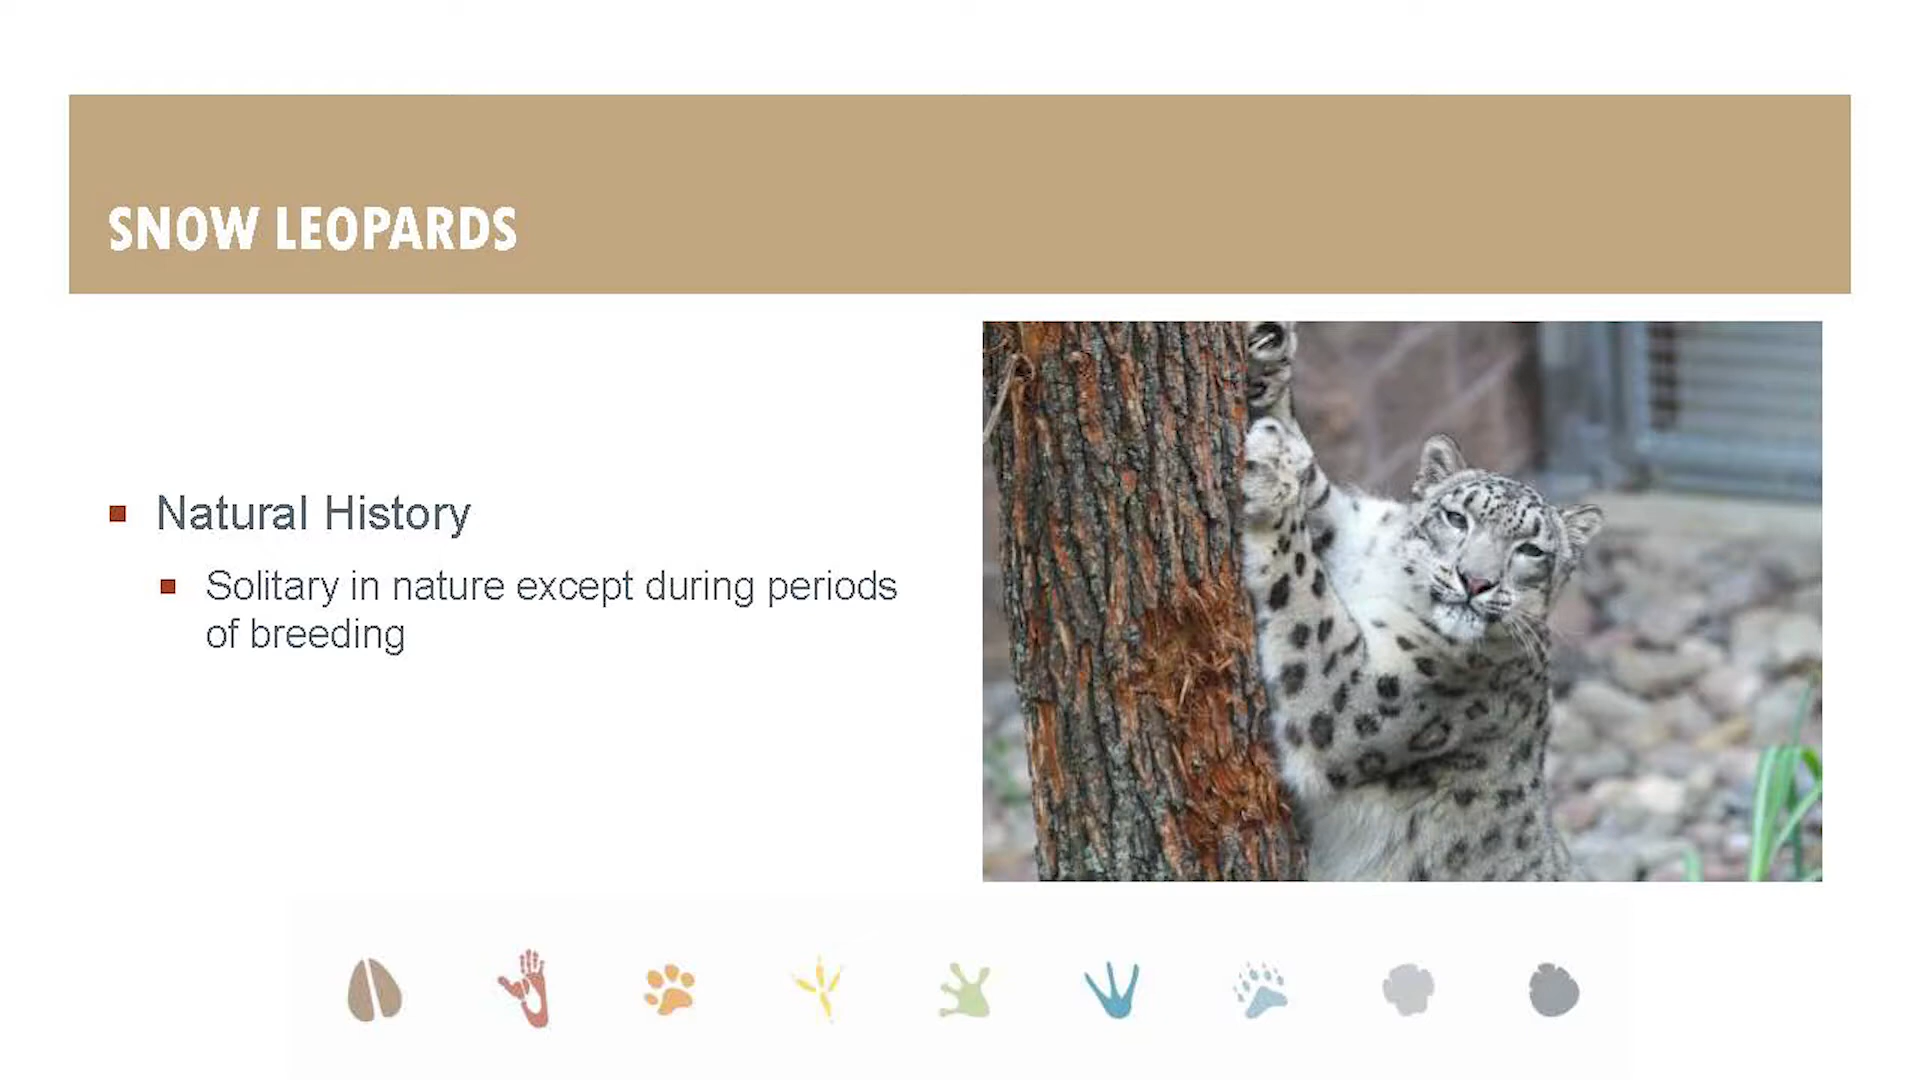 SNOW LEOPARDS
Natural History
Solitary in nature except during periods
of breeding